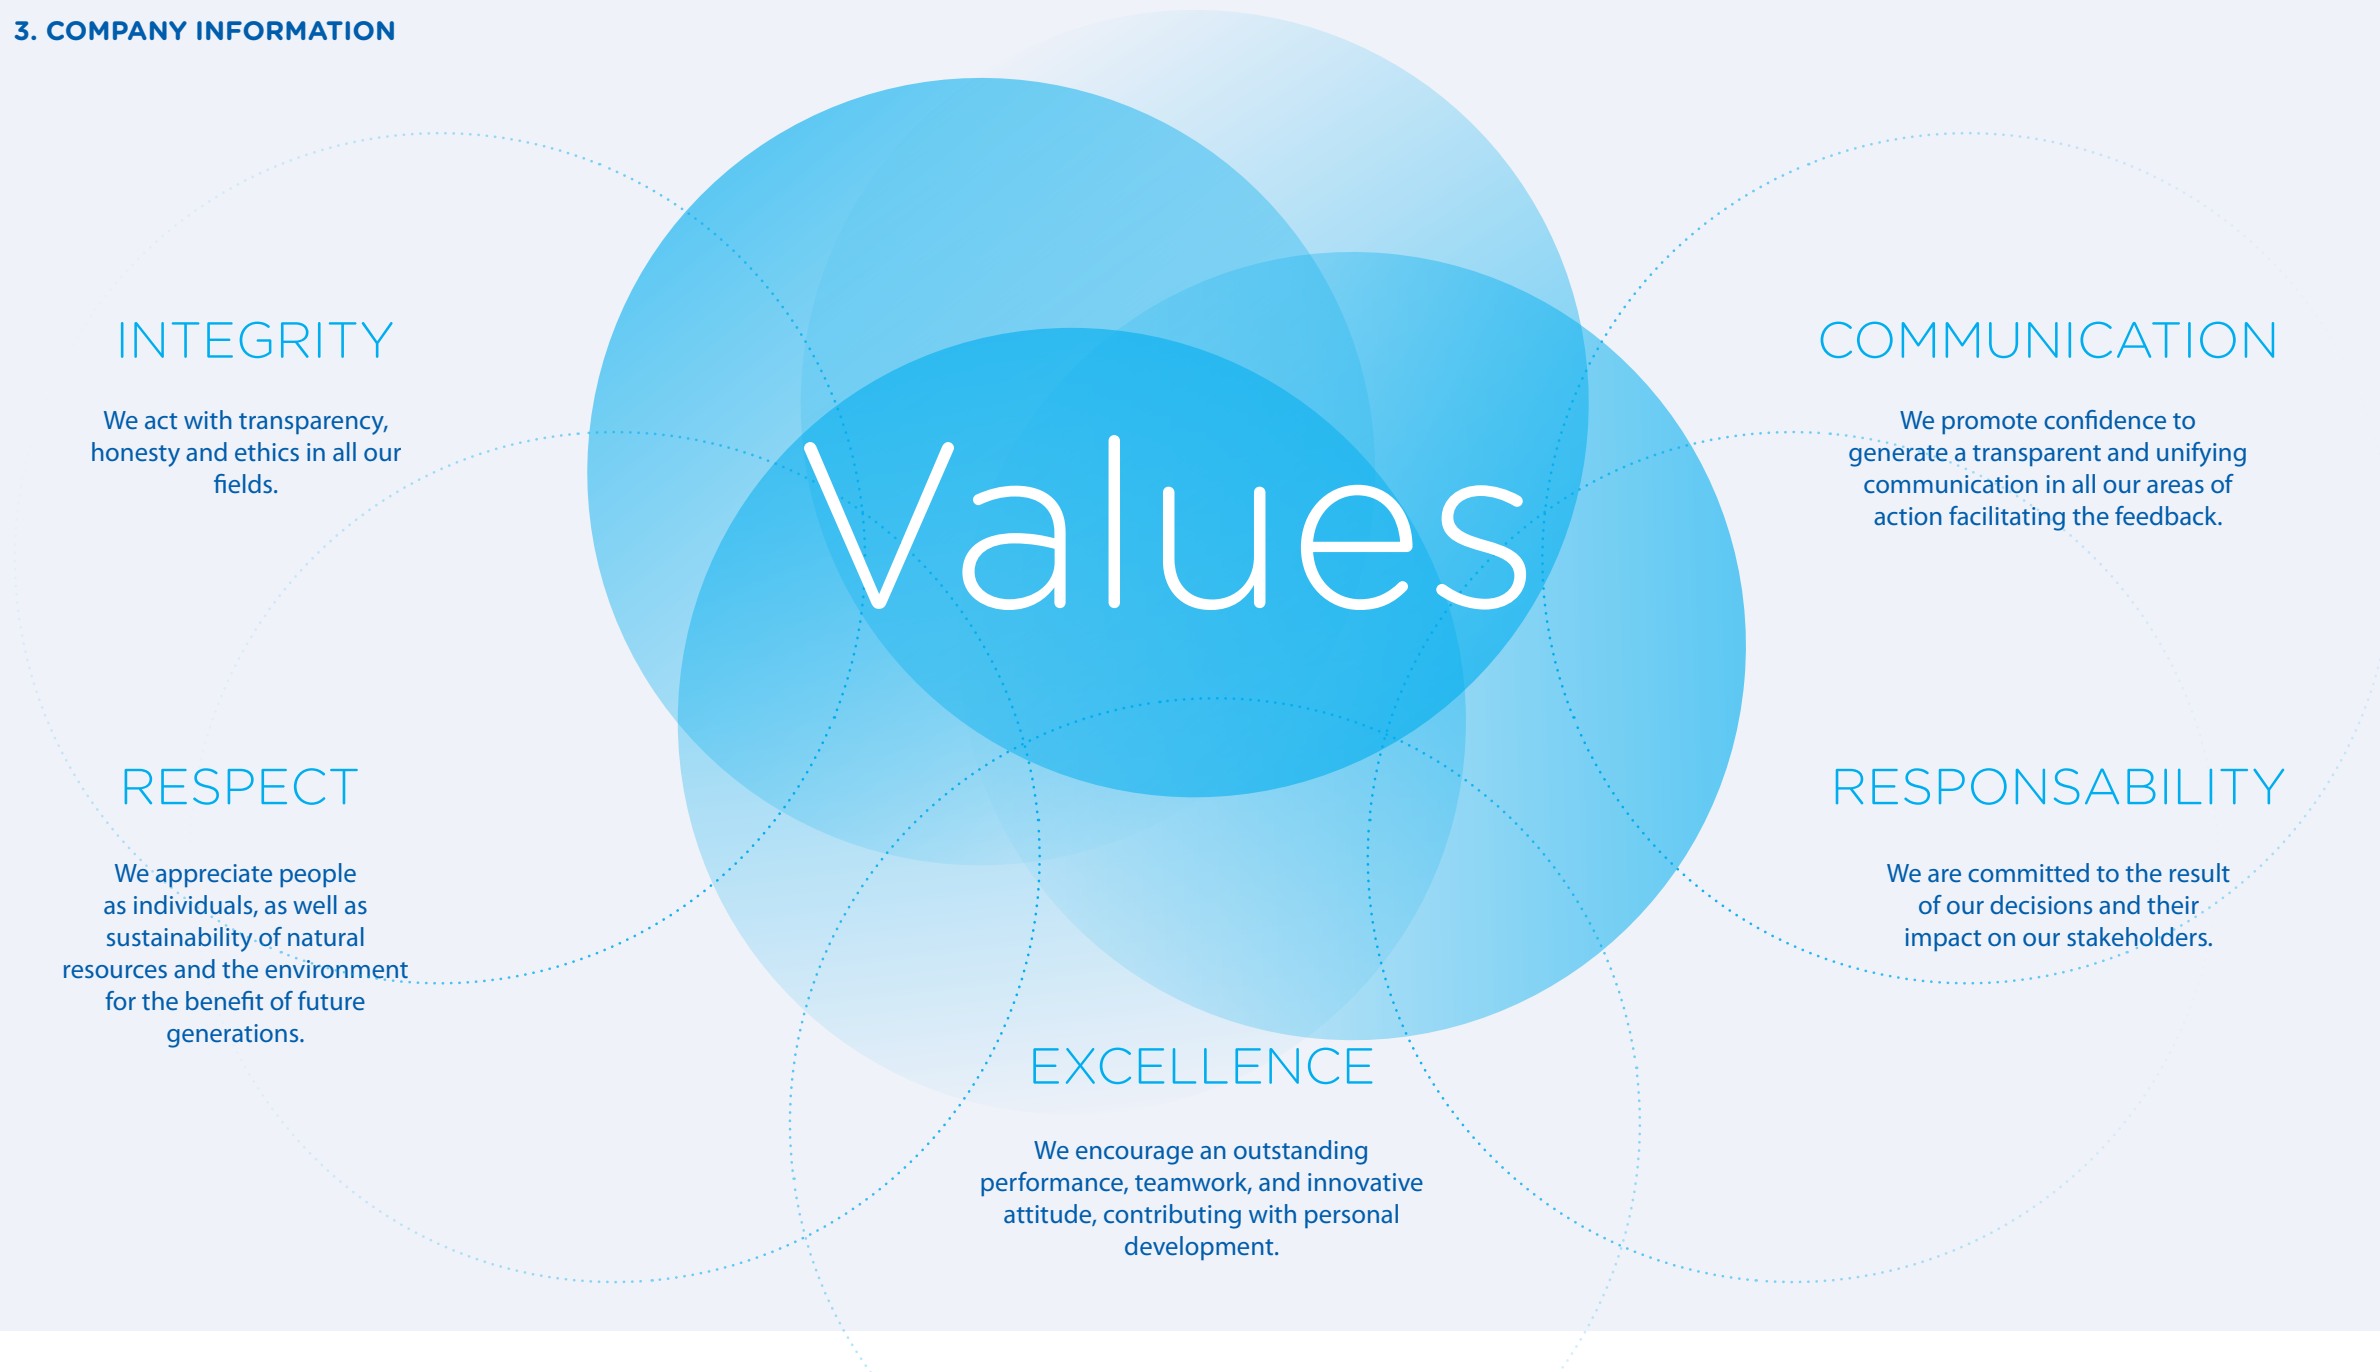 3. COMPANY INFORMATION
Values
INTEGRITY
We act with transparency,
honesty and ethics in all our
fields.
COMMUNICATION
We promote confidence to
generate a transparent and unifying
communication in all our areas of
action facilitating the feedback.
RESPECT
We appreciate people
as individuals, as well as
sustainability of natural
resources and the environment
for the benefit of future
generations.
RESPONSABILITY
We are committed to the result
of our decisions and their
impact on our stakeholders.
EXCELLENCE
We encourage an outstanding
performance, teamwork, and innovative
attitude, contributing with personal
development.